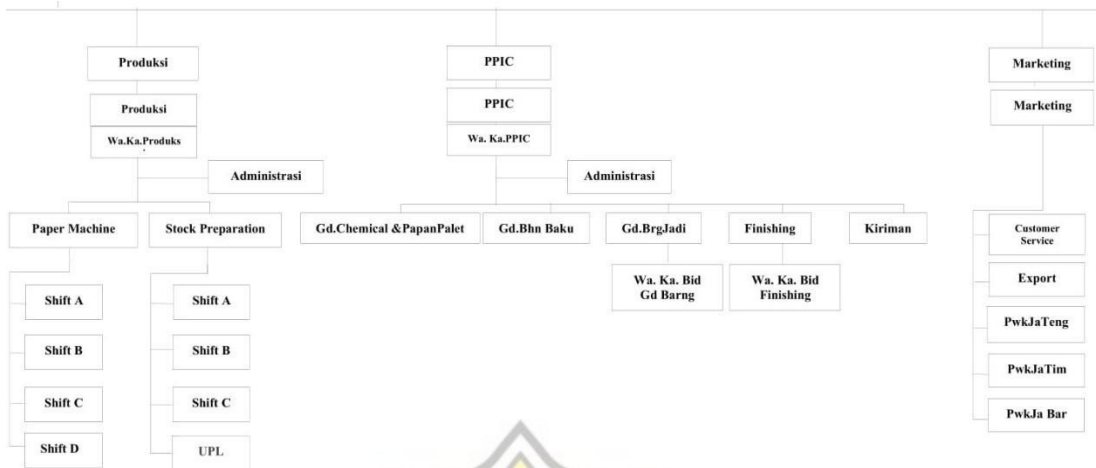 Produksi
PPIC
Marketing
Produksi
PPIC
Marketing
Wa.Ka.Produks
Wa. Ka.PPIC
Administrasi
Administrasi
Paper Machine
Stock Preparation
Gd.Chemical &PapanPalet
Gd.Bhn Baku
Gd.BrgJadi
Finishing
Kiriman
Customer
Service
Wa. Ka. Bid
Gd Barng
Wa. Ka. Bid
Finishing
Shift A
Shift A
Export
Shift B
Shift B
PwkJaTeng
PwkJaTim
Shift C
Shift C
PwkJa Bar
Shift D
UPL